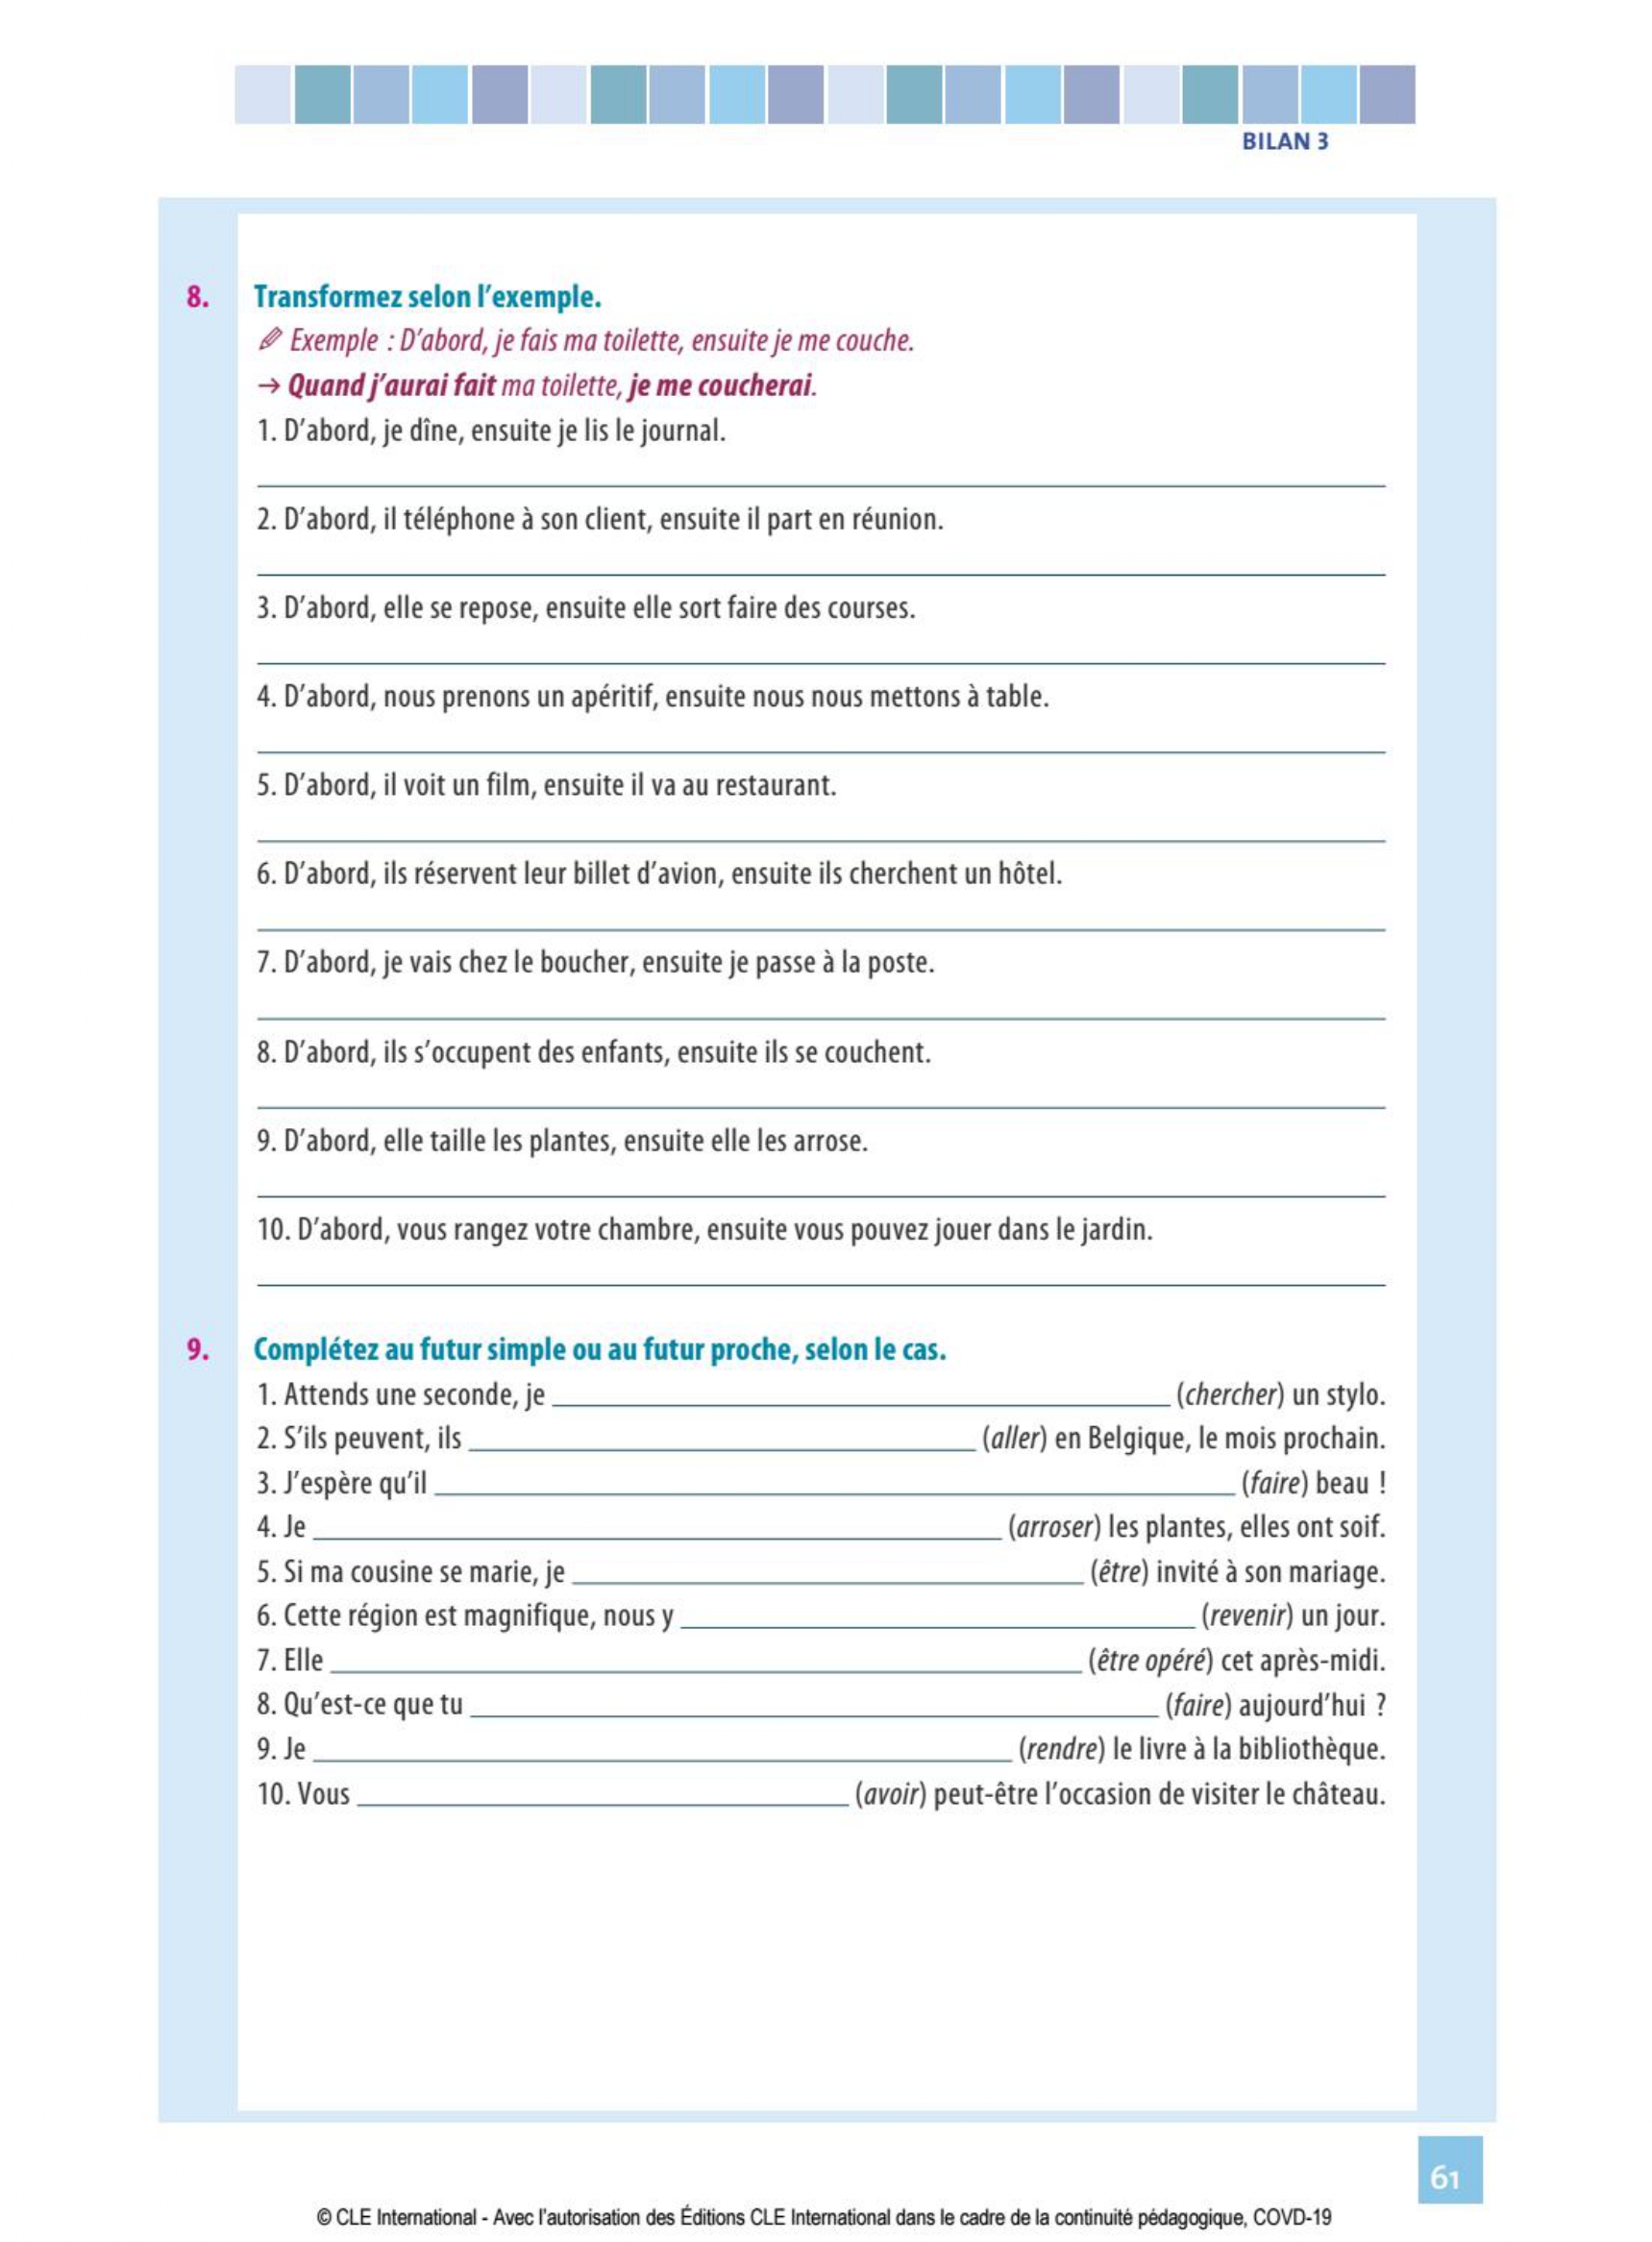 BILAN 3
8. Transformez selon l'exemple.
Exemple : D'abord, je fais ma toilette, ensuite je me couche.
→ Quand j'aurai fait ma toilette, je me coucherai.
1. D'abord, je dîne, ensuite je lis le journal.
2. D'abord, il téléphone à son client, ensuite il part en réunion.
3. D'abord, elle se repose, ensuite elle sort faire des courses.
4. D'abord, nous prenons un apéritif, ensuite nous nous mettons à table.
5. D'abord, il voit un film, ensuite il va au restaurant.
6. D'abord, ils réservent leur billet d'avion, ensuite ils cherchent un hôtel.
7. D'abord, je vais chez le boucher, ensuite je passe à la poste.
8. D'abord, ils s'occupent des enfants, ensuite ils se couchent.
9. D'abord, elle taille les plantes, ensuite elle les arrose.
10. D'abord, vous rangez votre chambre, ensuite vous pouvez jouer dans le jardin.
9. Complétez au futur simple ou au futur proche, selon le cas.
1. Attends une seconde, je ____ (chercher) un stylo.
2. S'ils peuvent, ils ____ (aller) en Belgique, le mois prochain.
3. J'espère qu'il ____ (faire) beau !
4. Je ____ (arroser) les plantes, elles ont soif.
5. Si ma cousine se marie, je ____ (être) invité à son mariage.
6. Cette région est magnifique, nous y ____ (revenir) un jour.
7. Elle ____ (être opéré) cet après-midi.
8. Qu'est-ce que tu ____ (faire) aujourd'hui ?
9. Je ____ (rendre) le livre à la bibliothèque.
10. Vous ____ (avoir) peut-être l'occasion de visiter le château.
61
© CLE International - Avec l'autorisation des Éditions CLE International dans le cadre de la continuité pédagogique, COVD-19